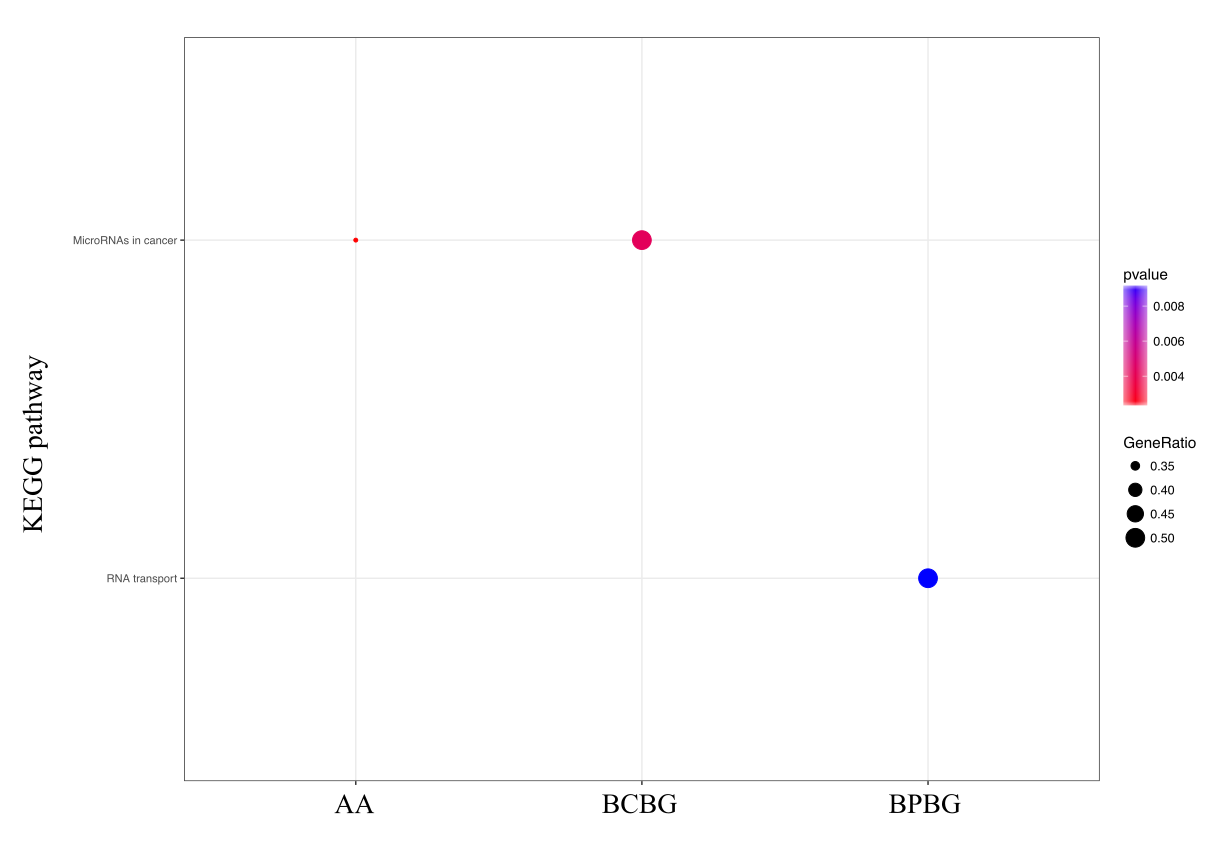 KEGG pathway
MicroRNAs in cancer
RNA transport
AA
BCBG
BPBG
pvalue
0.008
0.006
0.004
GeneRatio
0.35
0.40
0.45
0.50